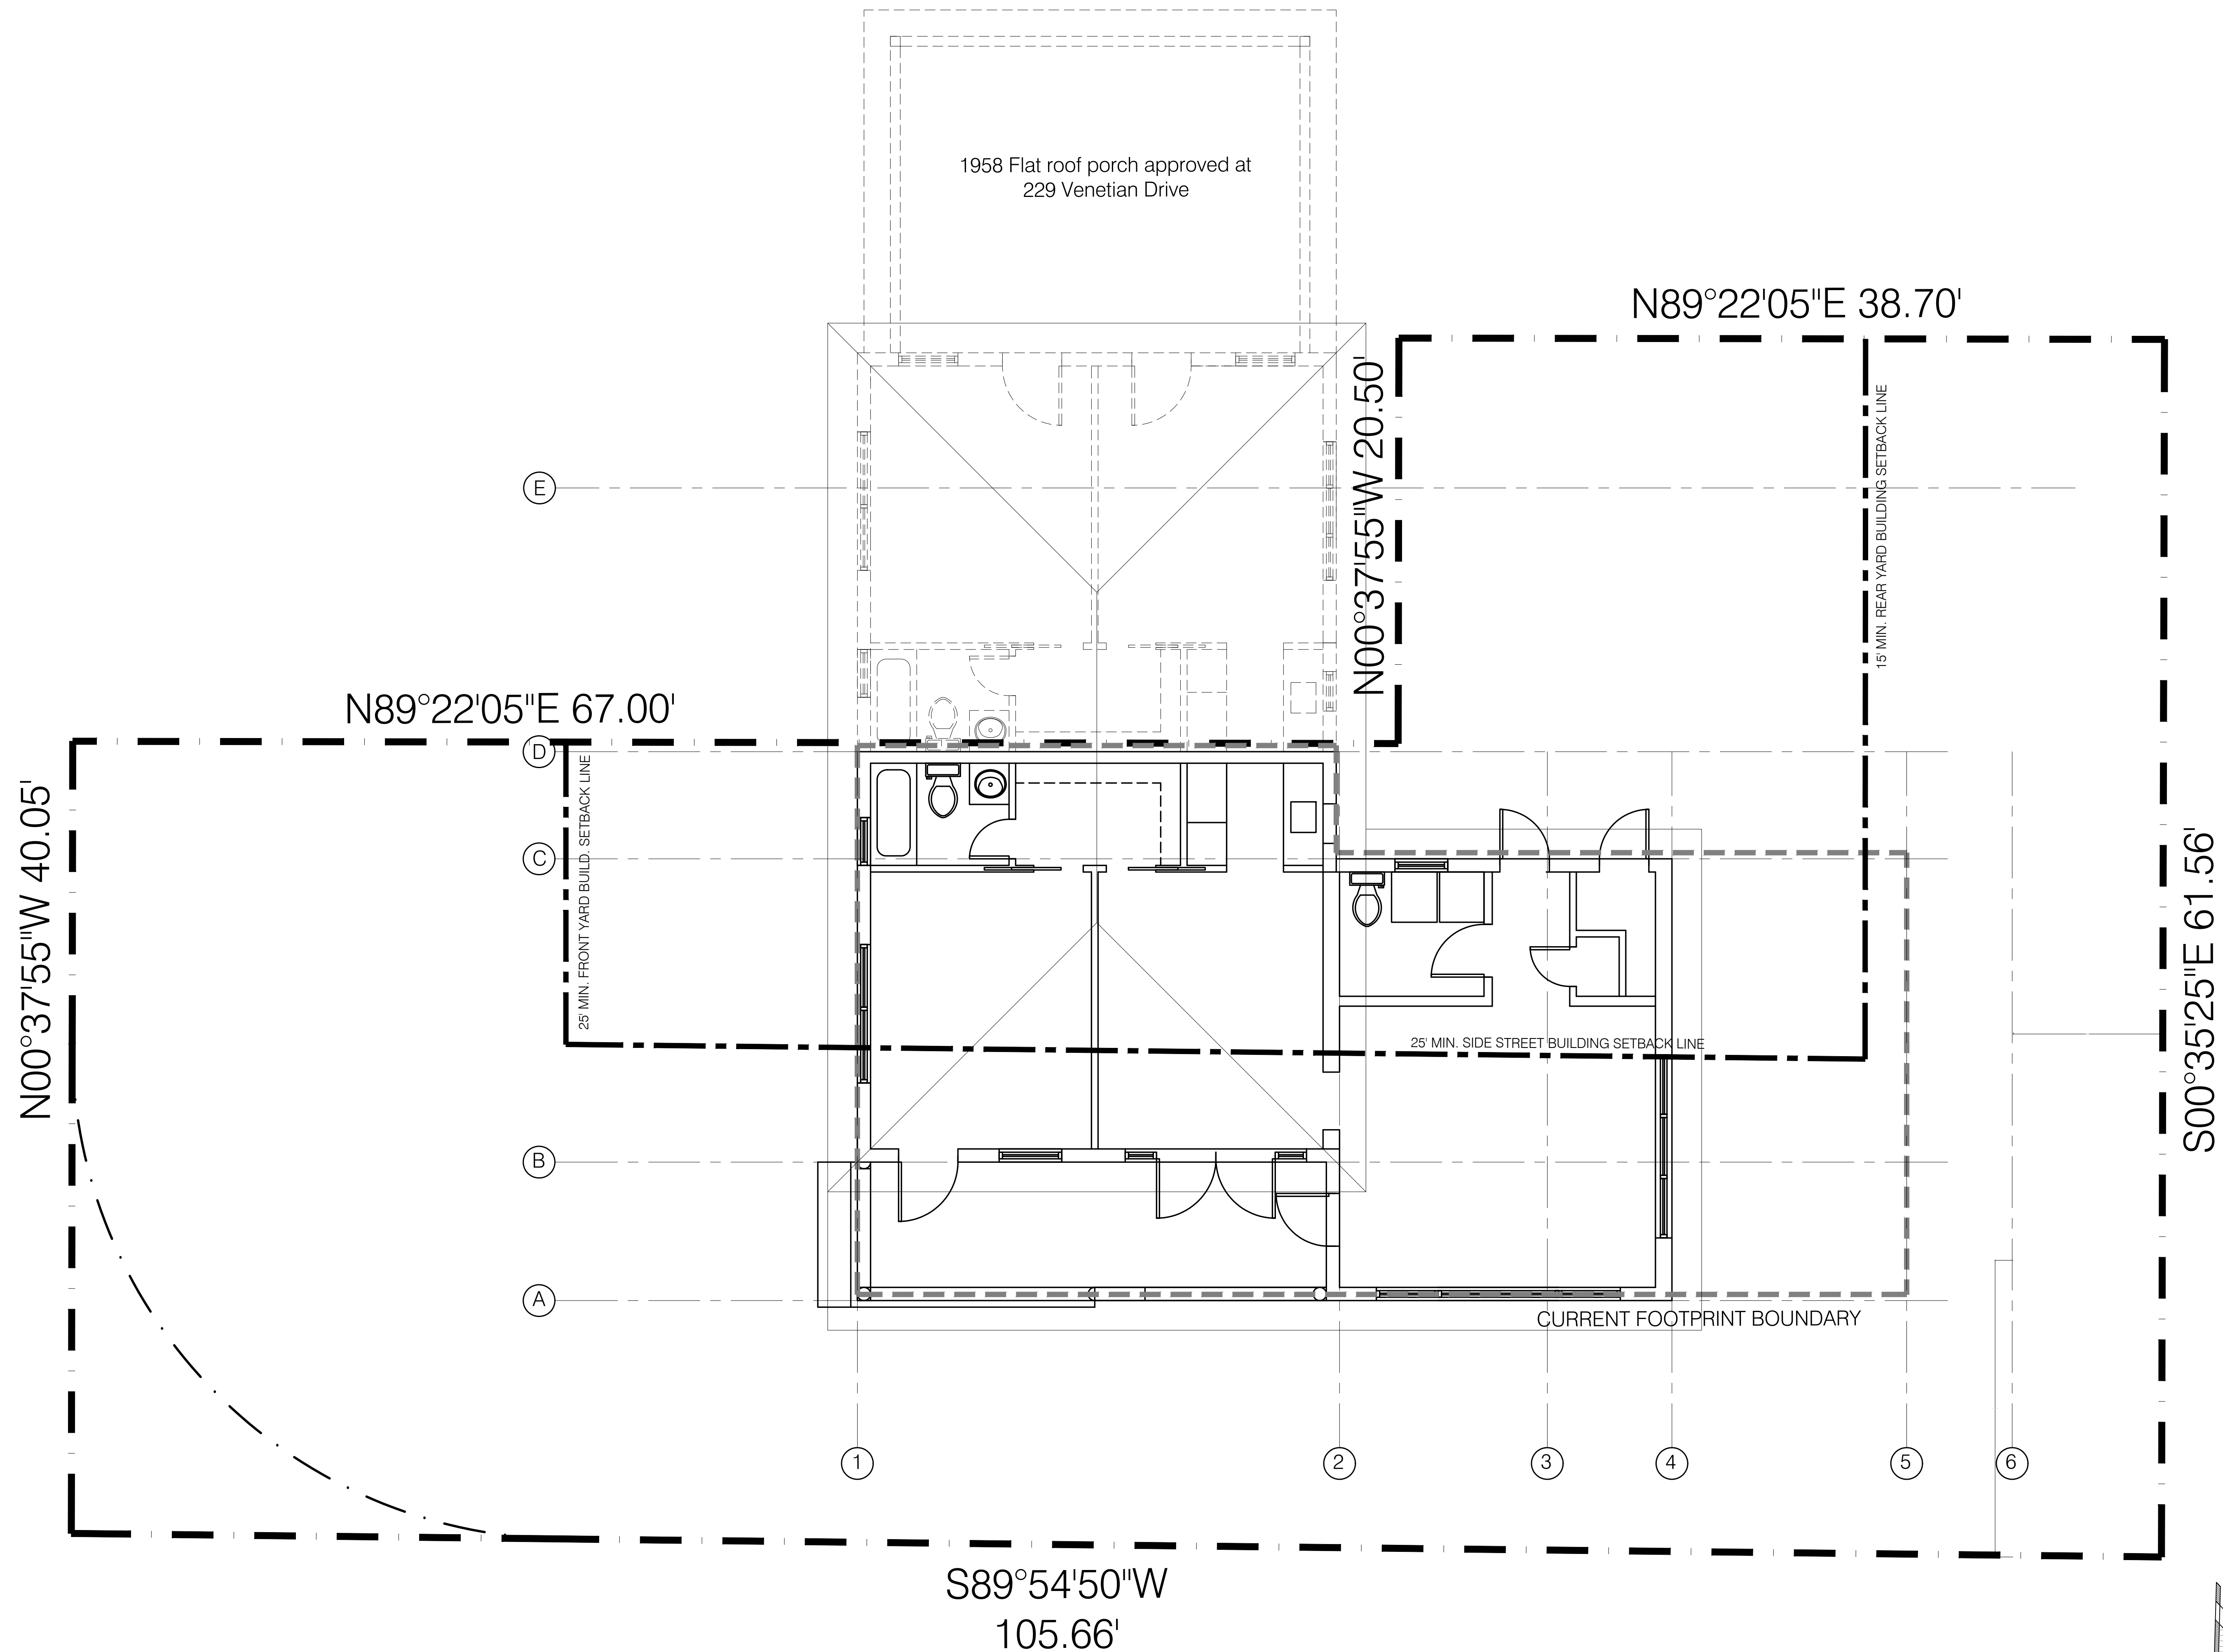 1958 Flat roof porch approved at
229 Venetian Drive
N89°22'05"E 38.70'
N00°37'55"W 20.50'
15' MIN. REAR YARD BUILDING SETBACK LINE
E
N89°22'05"E 67.00'
D
25' MIN. FRONT YARD BUILD. SETBACK LINE
N00°37'55"W 40.05'
C
S00°35'25"E 61.56'
25' MIN. SIDE STREET BUILDING SETBACK LINE
B
A
CURRENT FOOTPRINT BOUNDARY
1
2
3
4
5
6
S89°54'50"W
105.66'